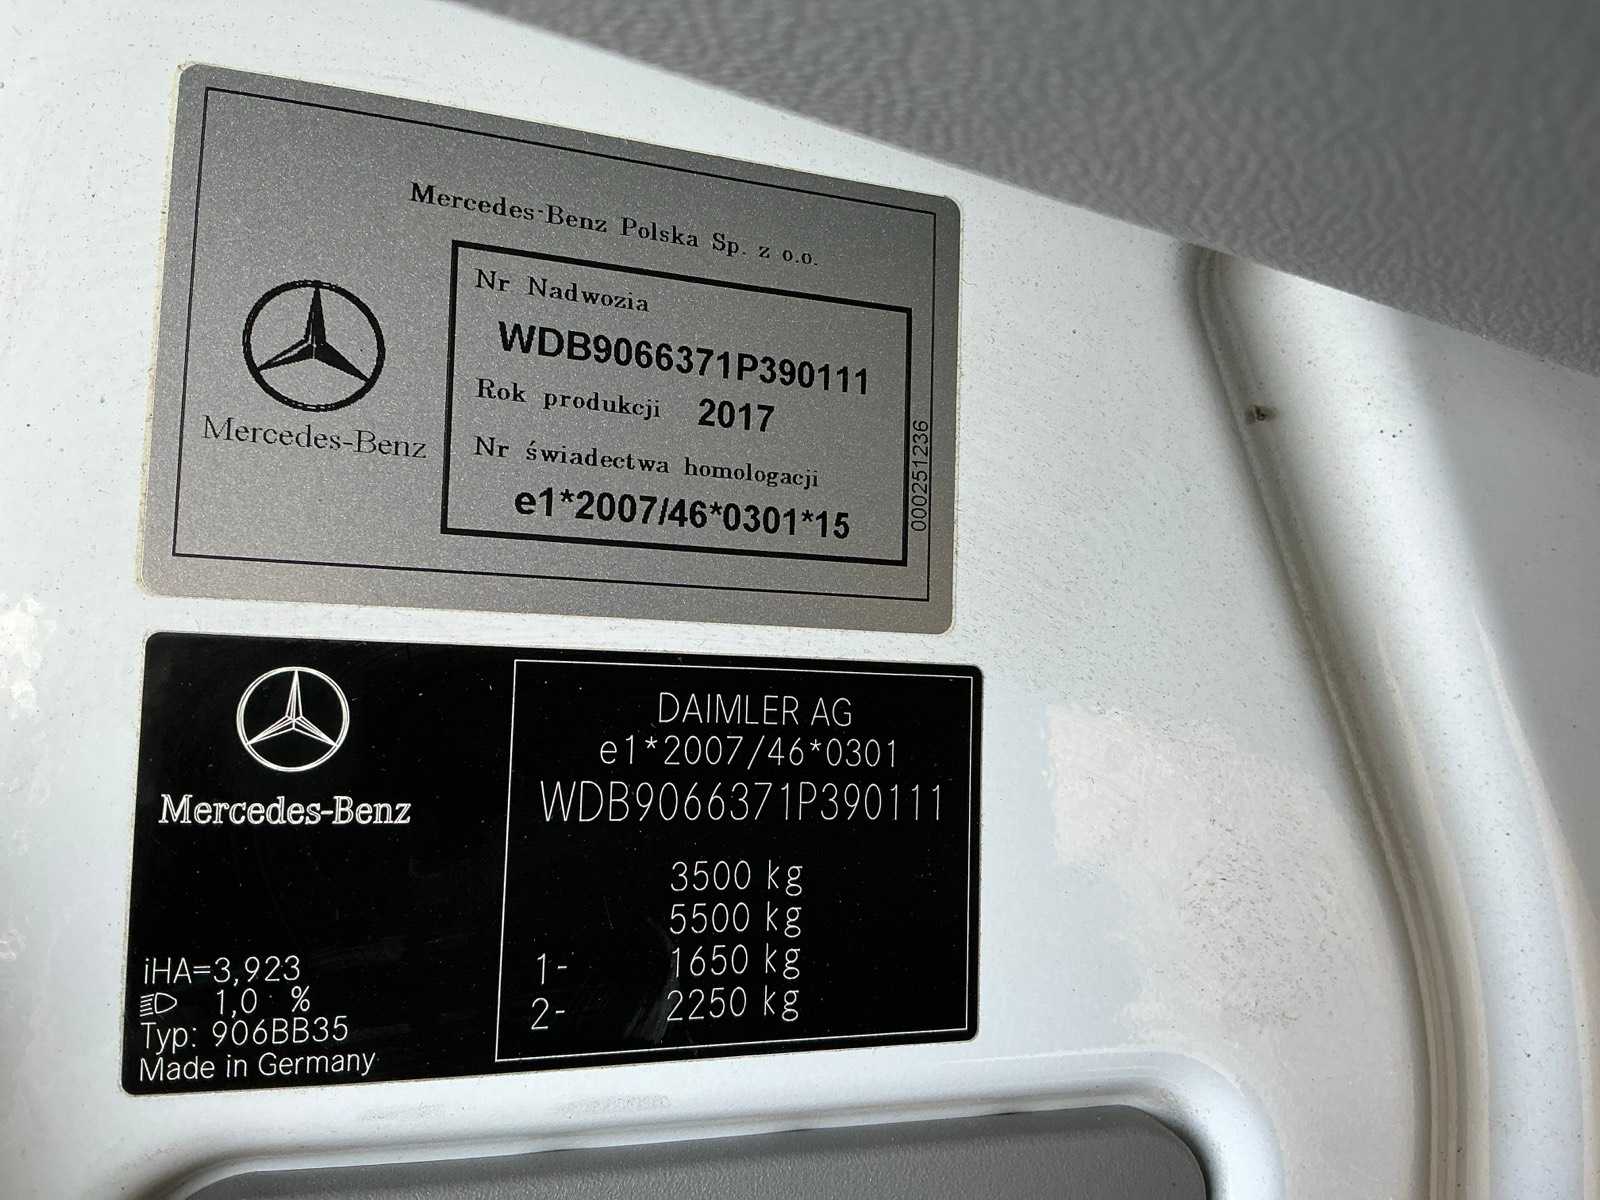 Mercedes-Benz Polska Sp. z o.o.
Nr Nadwozia
WDB9066371P390111
Rok produkcji 2017
Nr świadectwa homologacji
e1*2007/46*0301*15
Mercedes-Benz
000251236
Mercedes-Benz
iHA=3,923
1,0 %
Typ: 906BB35
Made in Germany
DAIMLER AG
e1*2007/46*0301
WDB9066371P390111
3500 kg
5500 kg
1- 1650 kg
2- 2250 kg